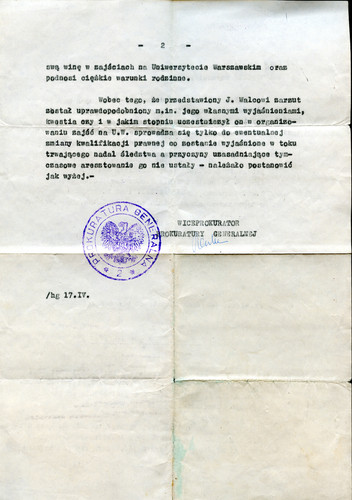 - 2 -
swą winę w zajściach na Uniwersytecie Warszawskim oraz
podnosi ciężkie warunki rodzinne.
Wobec tego, że przedstawiony J. Walcowi zarzut
został uprawdopodobniony m.in. jego własnymi wyjaśnieniami,
kwestia czy i w jakim stopniu uczestniczył on w organizo-
waniu zajść na U.W. sprowadza się tylko do ewentualnej
zmiany kwalifikacji prawnej co zostanie wyjaśnione w toku
trwającego nadal śledztwa a przyczyny uzasadniające tym-
czasowe aresztowanie go nie ustały - należało postanowić
jak wyżej.-
WICEPROKURATOR
PROKURATURY GENERALNEJ
PROKURATURA GENERALNA
* 2 *
/hg 17.IV.